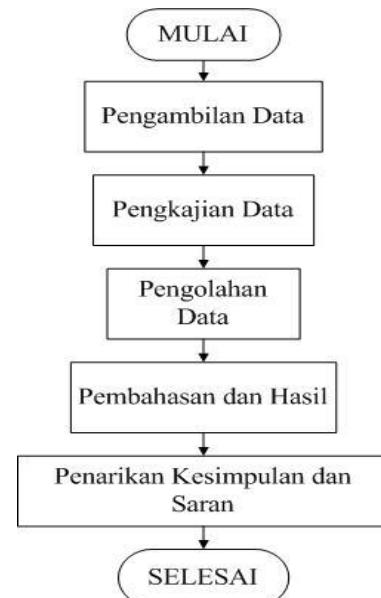 MULAI
Pengambilan Data
Pengkajian Data
Pengolahan
Data
Pembahasan dan Hasil
Penarikan Kesimpulan dan
Saran
SELESAI